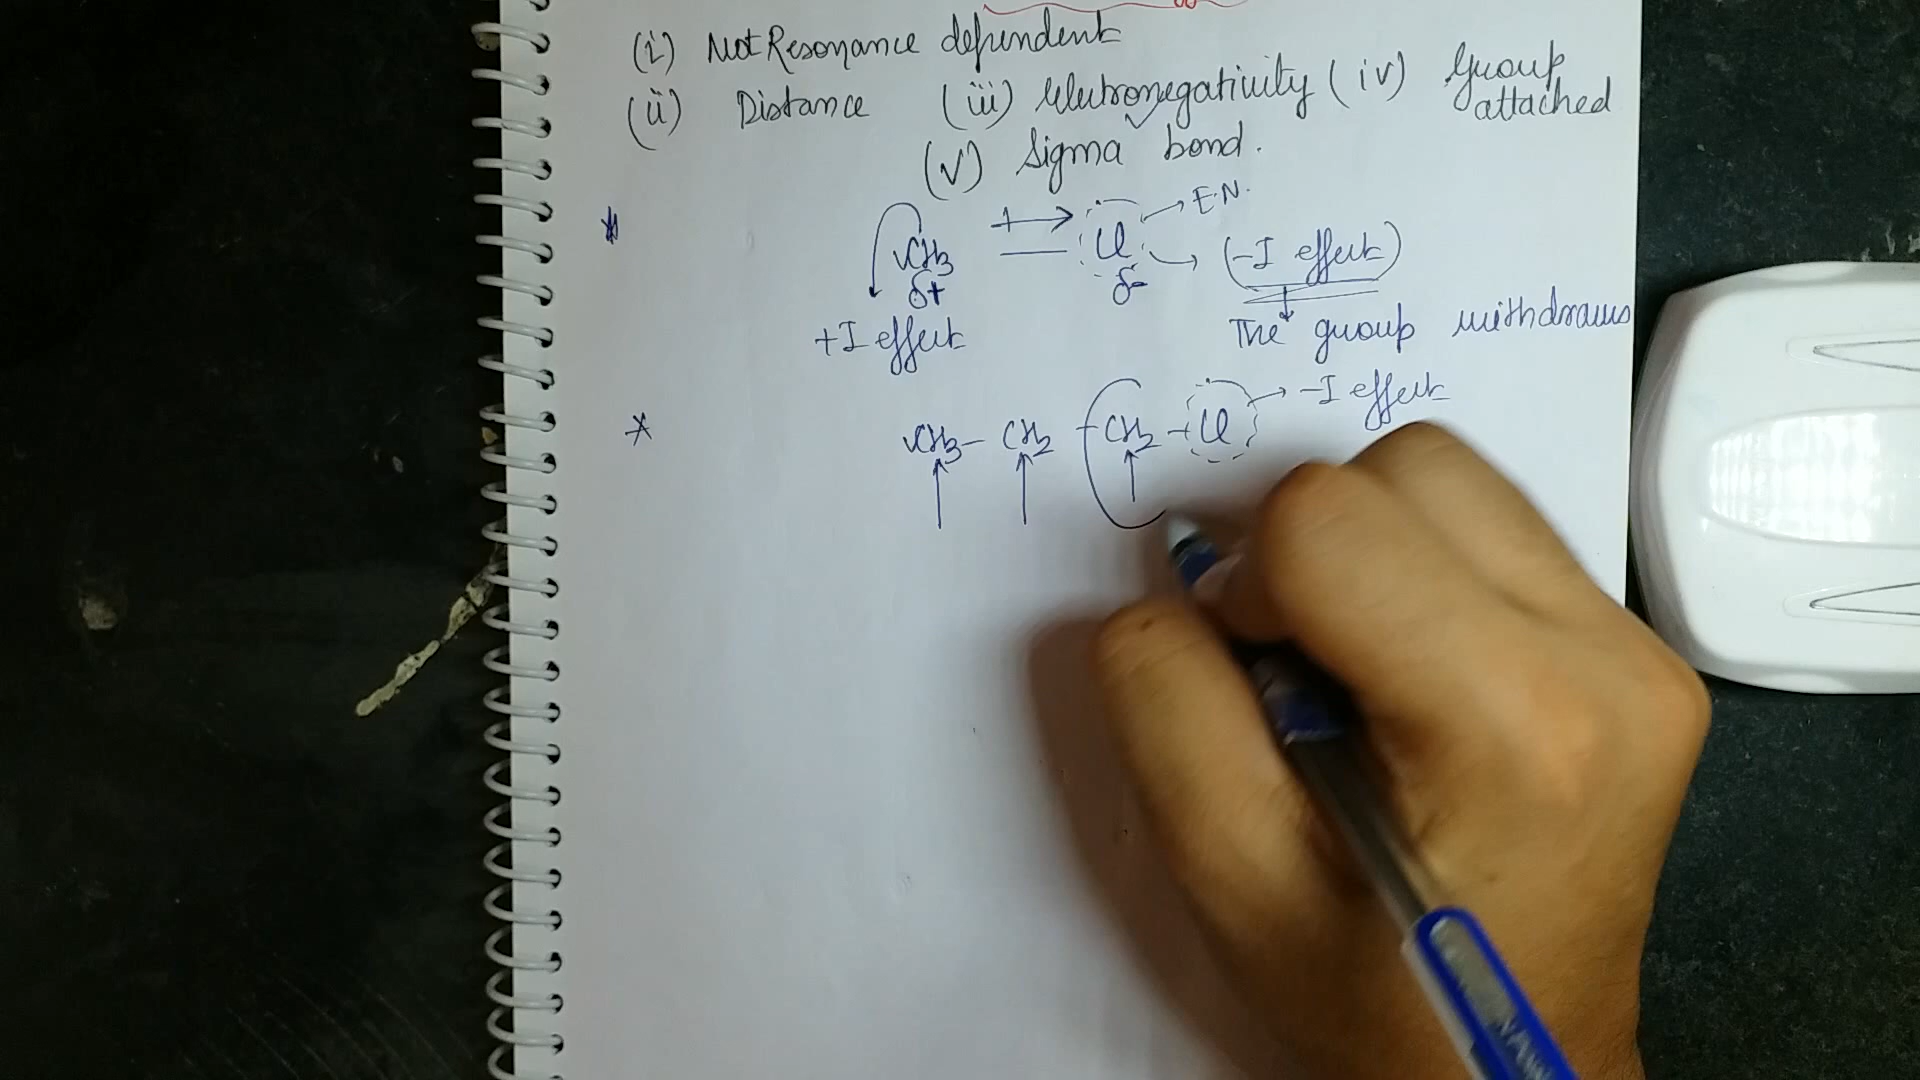 (i) Not Resonance dependent
(ii) Distance (iii) Electronegativity (iv) Group attached
(v) Sigma bond.
* CH3 Cl → E.N.
δ+ δ- → (-I effect)
+I effect The group withdraws
* CH3 - CH2 - CH2 - Cl → -I effect